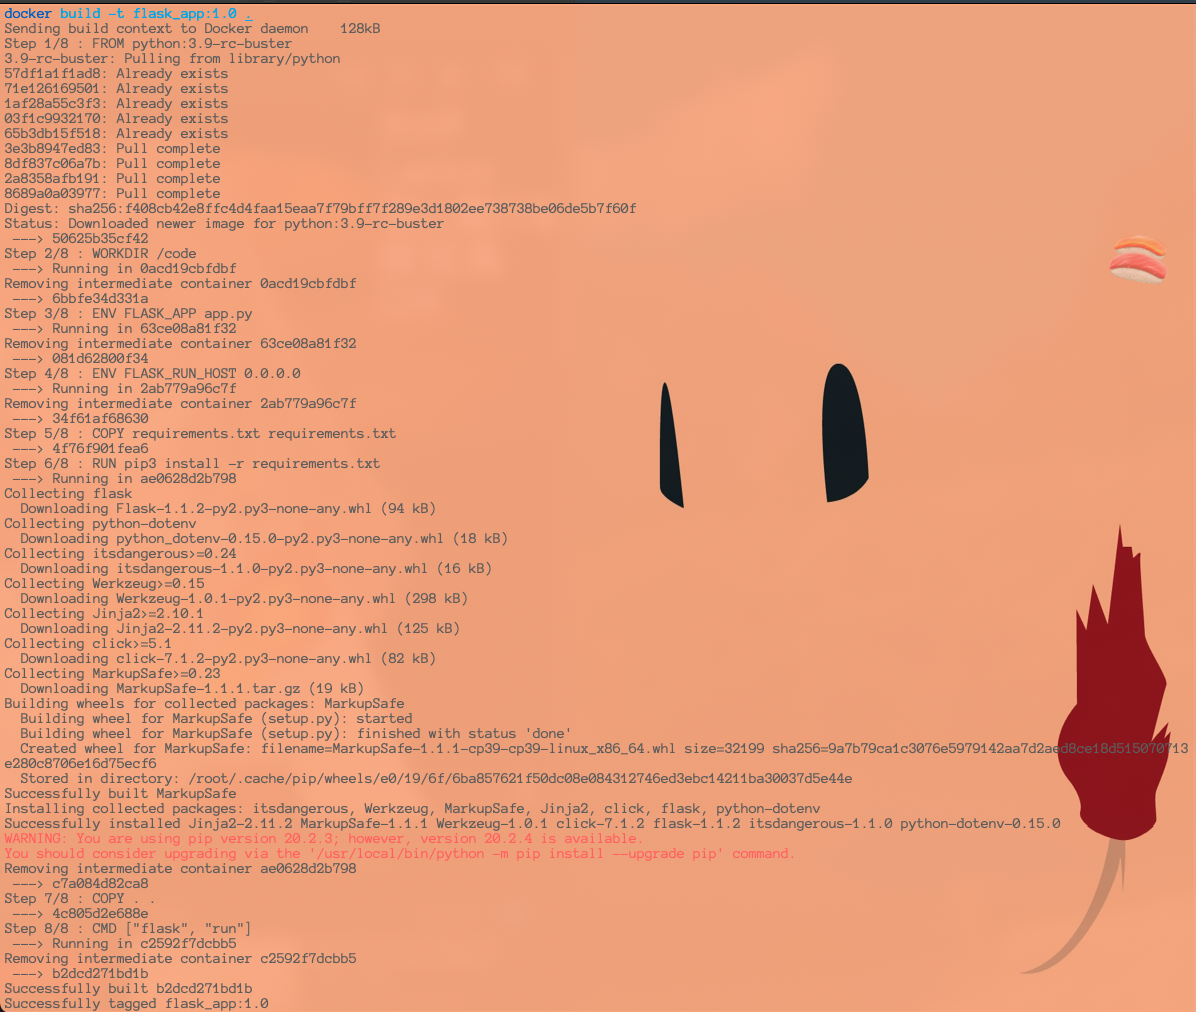 docker build -t flask_app:1.0 .
Sending build context to Docker daemon    128kB
Step 1/8 : FROM python:3.9-rc-buster
3.9-rc-buster: Pulling from library/python
57df1a1f1ad8: Already exists
71e126169501: Already exists
1af28a55c3f3: Already exists
03f1c9932170: Already exists
65b3db15f518: Already exists
3e3b8947ed83: Pull complete
8df837c06a7b: Pull complete
2a8358afb191: Pull complete
8689a0a03977: Pull complete
Digest: sha256:f408cb42e8ffc4d4faa15eaa7f79bff7f289e3d1802ee738738be06de5b7f60f
Status: Downloaded newer image for python:3.9-rc-buster
 ---> 50625b35cf42
Step 2/8 : WORKDIR /code
 ---> Running in 0acd19cbfdbf
Removing intermediate container 0acd19cbfdbf
 ---> 6bbfe34d331a
Step 3/8 : ENV FLASK_APP app.py
 ---> Running in 63ce08a81f32
Removing intermediate container 63ce08a81f32
 ---> 081d62800f34
Step 4/8 : ENV FLASK_RUN_HOST 0.0.0.0
 ---> Running in 2ab779a96c7f
Removing intermediate container 2ab779a96c7f
 ---> 34f61af68630
Step 5/8 : COPY requirements.txt requirements.txt
 ---> 4f76f901fea6
Step 6/8 : RUN pip3 install -r requirements.txt
 ---> Running in ae0628d2b798
Collecting flask
  Downloading Flask-1.1.2-py2.py3-none-any.whl (94 kB)
Collecting python-dotenv
  Downloading python_dotenv-0.15.0-py2.py3-none-any.whl (18 kB)
Collecting itsdangerous>=0.24
  Downloading itsdangerous-1.1.0-py2.py3-none-any.whl (16 kB)
Collecting Werkzeug>=0.15
  Downloading Werkzeug-1.0.1-py2.py3-none-any.whl (298 kB)
Collecting Jinja2>=2.10.1
  Downloading Jinja2-2.11.2-py2.py3-none-any.whl (125 kB)
Collecting click>=5.1
  Downloading click-7.1.2-py2.py3-none-any.whl (82 kB)
Collecting MarkupSafe>=0.23
  Downloading MarkupSafe-1.1.1.tar.gz (19 kB)
Building wheels for collected packages: MarkupSafe
  Building wheel for MarkupSafe (setup.py): started
  Building wheel for MarkupSafe (setup.py): finished with status 'done'
  Created wheel for MarkupSafe: filename=MarkupSafe-1.1.1-cp39-cp39-linux_x86_64.whl size=32199 sha256=9a7b79ca1c3076e5979142aa7d2aed8ce18d515070713
e280c8706e16d75ecf6
  Stored in directory: /root/.cache/pip/wheels/e0/19/6f/6ba857621f50dc08e084312746ed3ebc14211ba30037d5e44e
Successfully built MarkupSafe
Installing collected packages: itsdangerous, Werkzeug, MarkupSafe, Jinja2, click, flask, python-dotenv
Successfully installed Jinja2-2.11.2 MarkupSafe-1.1.1 Werkzeug-1.0.1 click-7.1.2 flask-1.1.2 itsdangerous-1.1.0 python-dotenv-0.15.0
WARNING: You are using pip version 20.2.3; however, version 20.2.4 is available.
You should consider upgrading via the '/usr/local/bin/python -m pip install --upgrade pip' command.
Removing intermediate container ae0628d2b798
 ---> c7a084d82ca8
Step 7/8 : COPY . .
 ---> 4c805d2e688e
Step 8/8 : CMD ["flask", "run"]
 ---> Running in c2592f7dcbb5
Removing intermediate container c2592f7dcbb5
 ---> b2dcd271bd1b
Successfully built b2dcd271bd1b
Successfully tagged flask_app:1.0